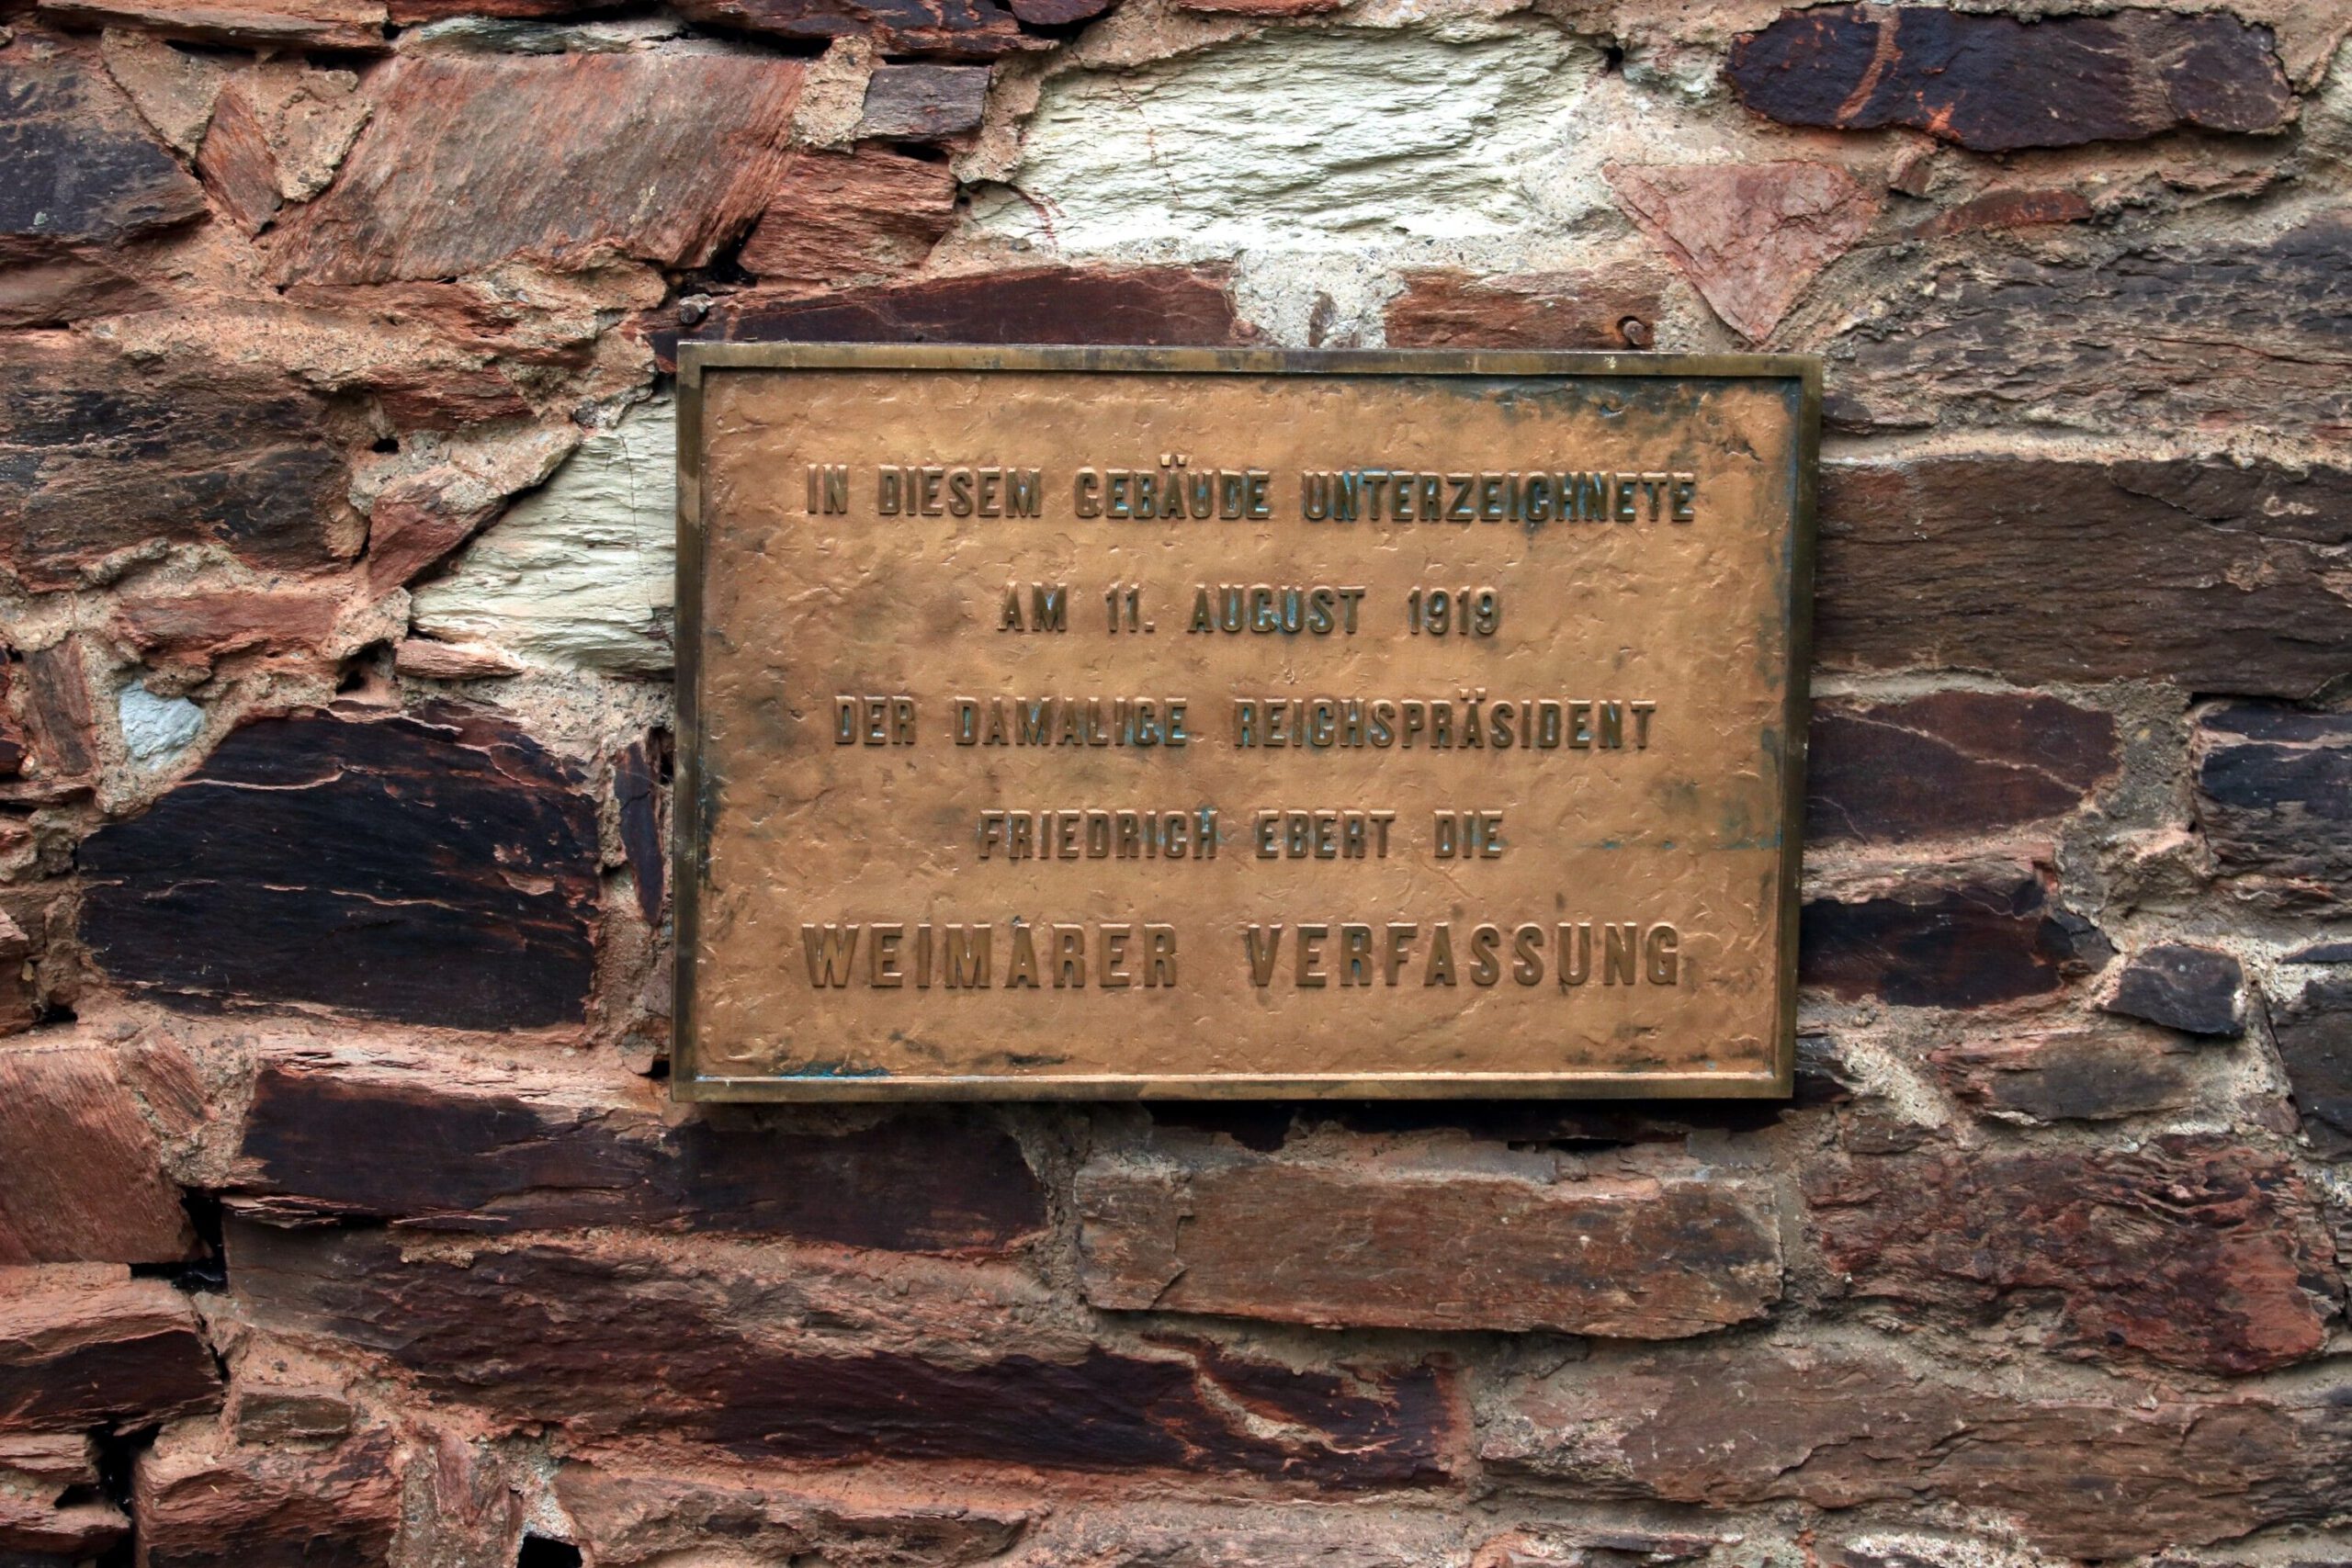 IN DIESEM GEBÄUDE UNTERZEICHNETE
AM 11. AUGUST 1919
DER DAMALIGE REICHSPRÄSIDENT
FRIEDRICH EBERT DIE
WEIMARER VERFASSUNG